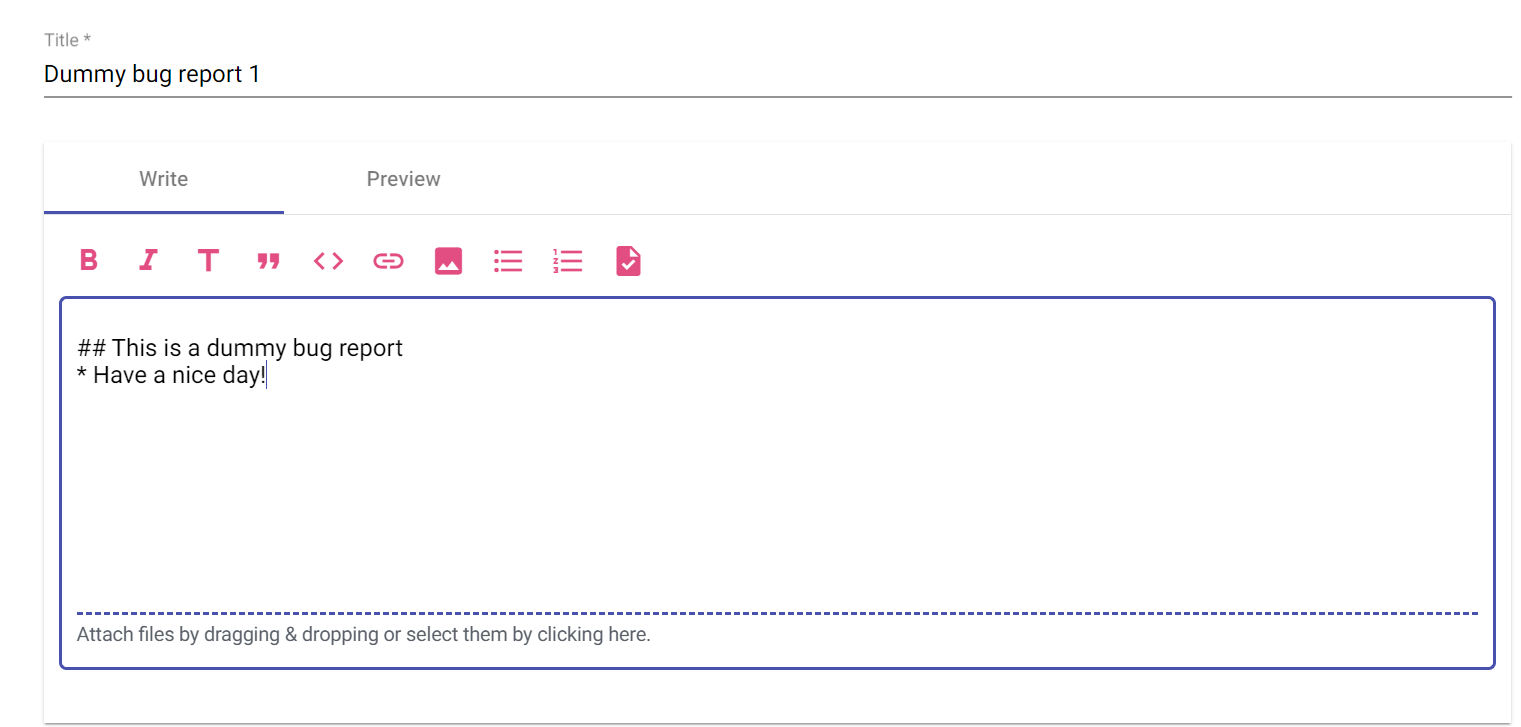 Title *
Dummy bug report 1
Write
Preview
## This is a dummy bug report
* Have a nice day!
Attach files by dragging & dropping or select them by clicking here.